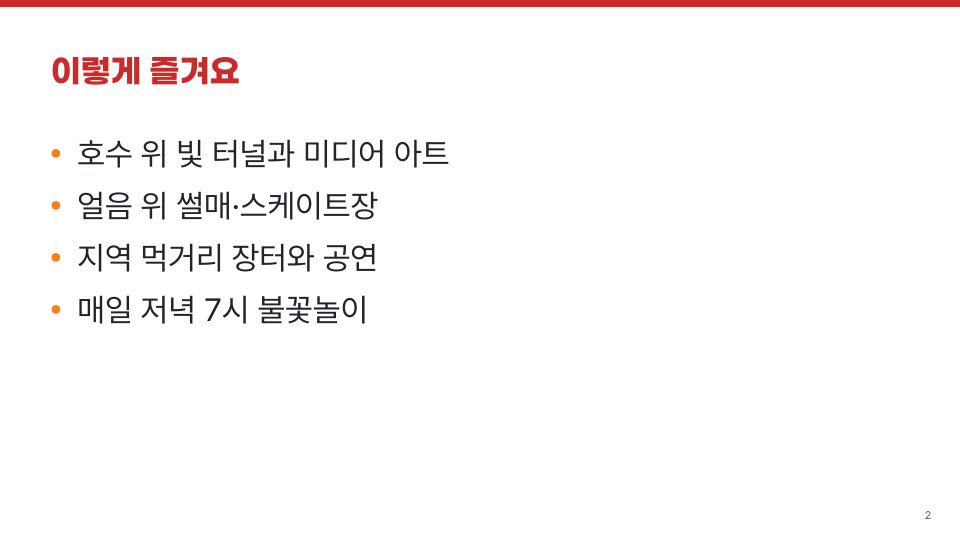 이렇게 즐겨요
• 호수 위 빛 터널과 미디어 아트
• 얼음 위 썰매·스케이트장
• 지역 먹거리 장터와 공연
• 매일 저녁 7시 불꽃놀이
2